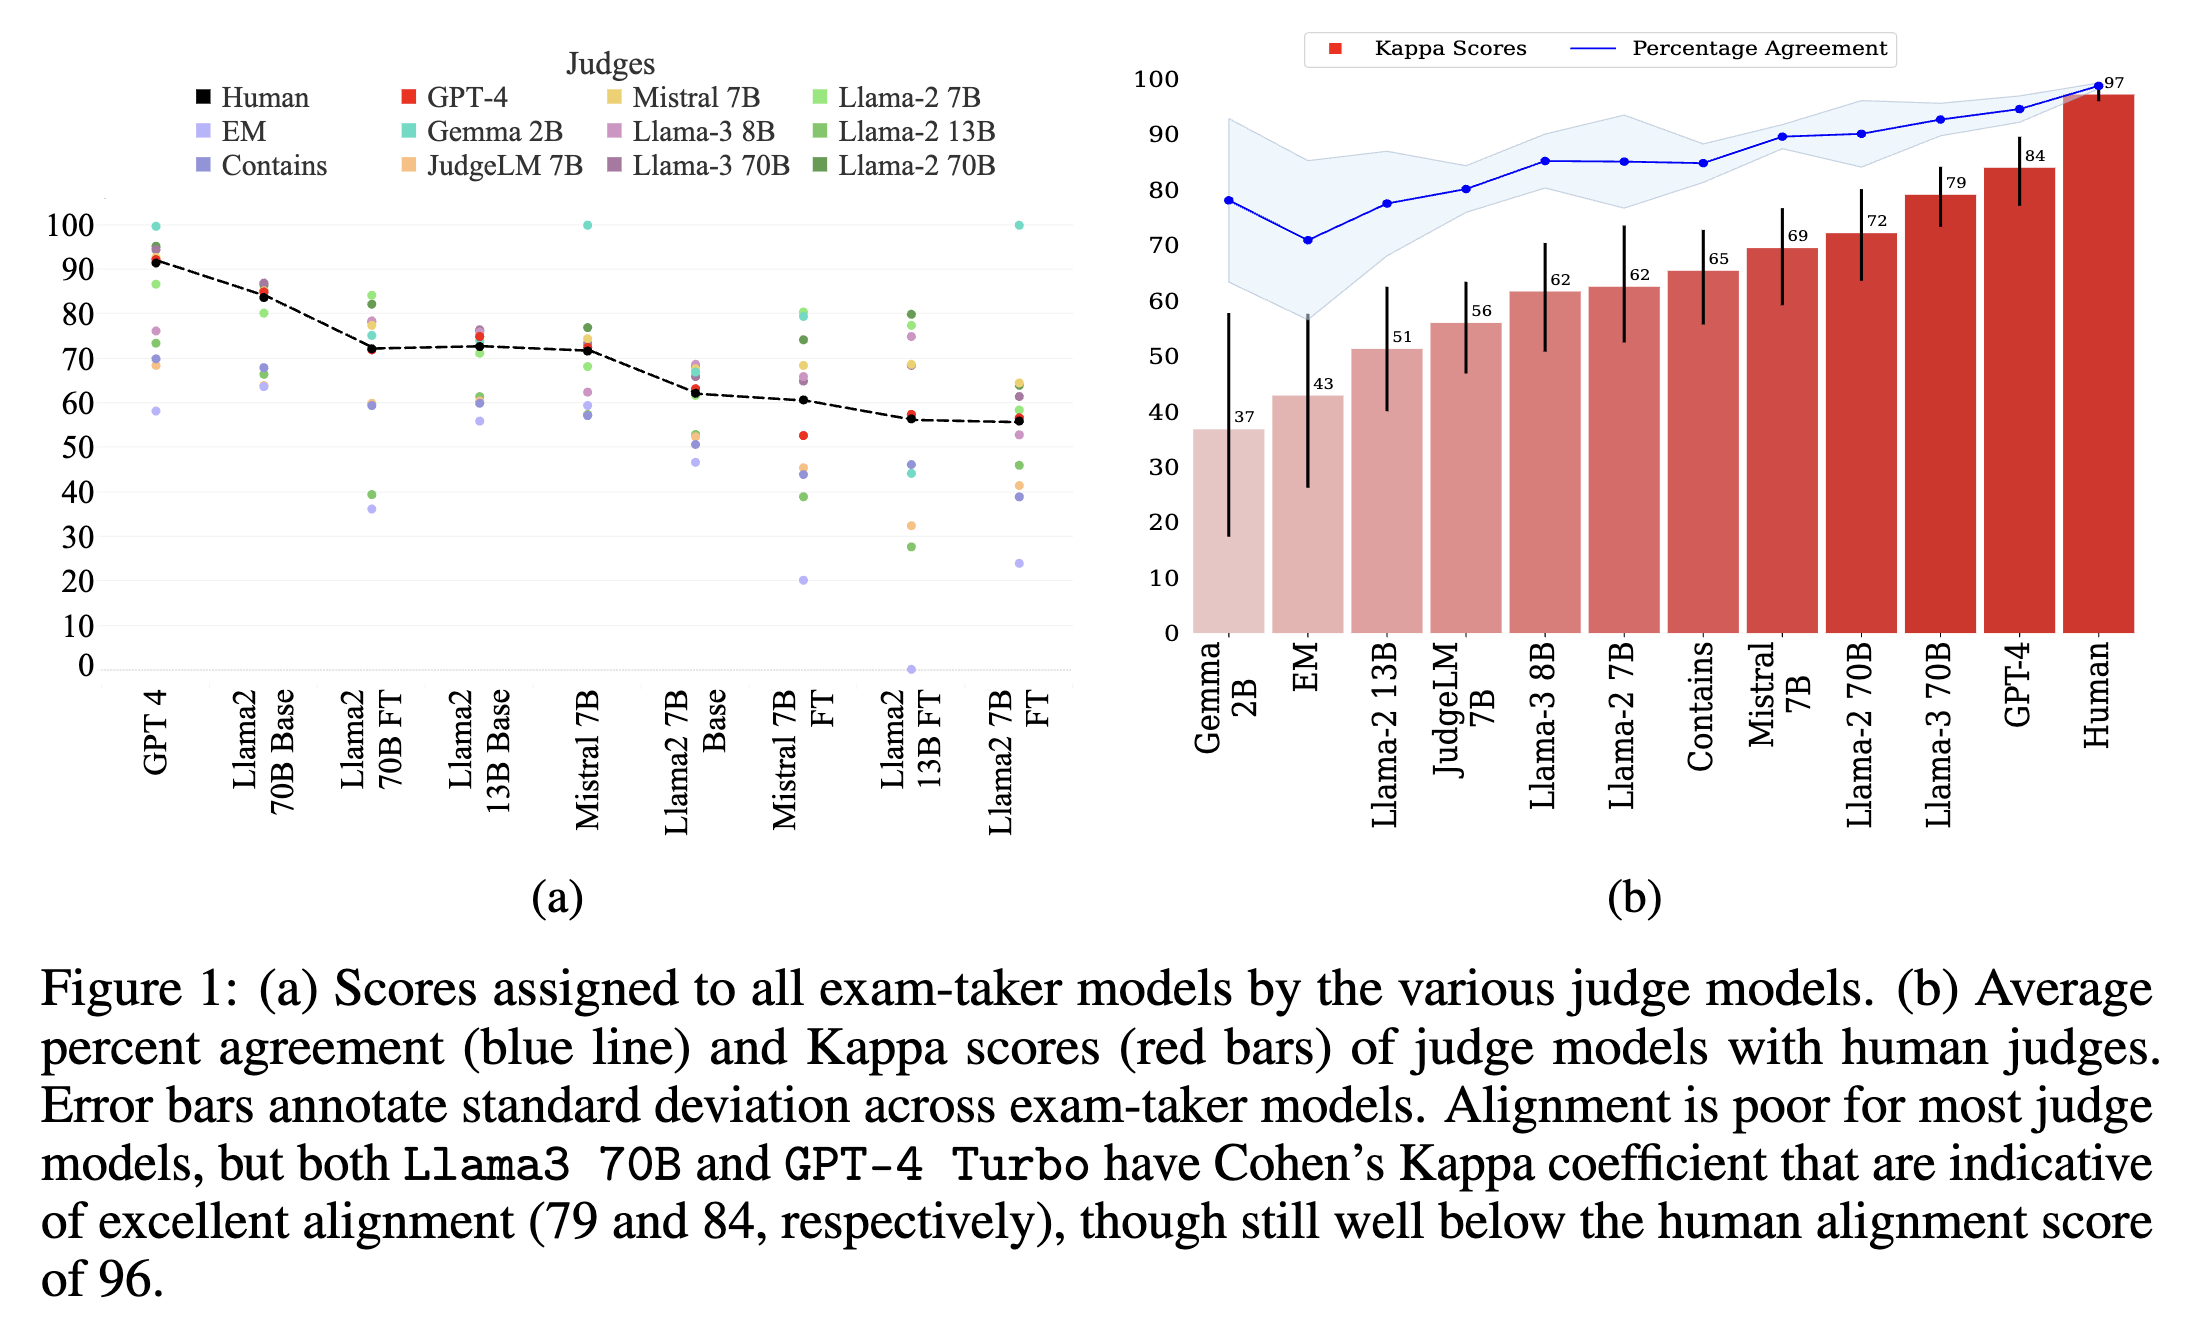 Judges
Human GPT-4 Mistral 7B Llama-2 7B
EM Gemma 2B Llama-3 8B Llama-2 13B
Contains JudgeLM 7B Llama-3 70B Llama-2 70B
100
90
80
70
60
50
40
30
20
10
0
GPT 4
Llama2
70B Base
Llama2
70B FT
Llama2
13B Base
Mistral 7B
Llama2 7B
Base
Mistral 7B
FT
Llama2
13B FT
Llama2 7B
FT
(a)
Kappa Scores Percentage Agreement
100
90
80
70
60
50
40
30
20
10
0
37
43
51
56
62
62
65
69
72
79
84
97
Gemma
2B
EM
Llama-2 13B
JudgeLM
7B
Llama-3 8B
Llama-2 7B
Contains
Mistral
7B
Llama-2 70B
Llama-3 70B
GPT-4
Human
(b)
Figure 1: (a) Scores assigned to all exam-taker models by the various judge models. (b) Average
percent agreement (blue line) and Kappa scores (red bars) of judge models with human judges.
Error bars annotate standard deviation across exam-taker models. Alignment is poor for most judge
models, but both Llama3 70B and GPT-4 Turbo have Cohen's Kappa coefficient that are indicative
of excellent alignment (79 and 84, respectively), though still well below the human alignment score
of 96.